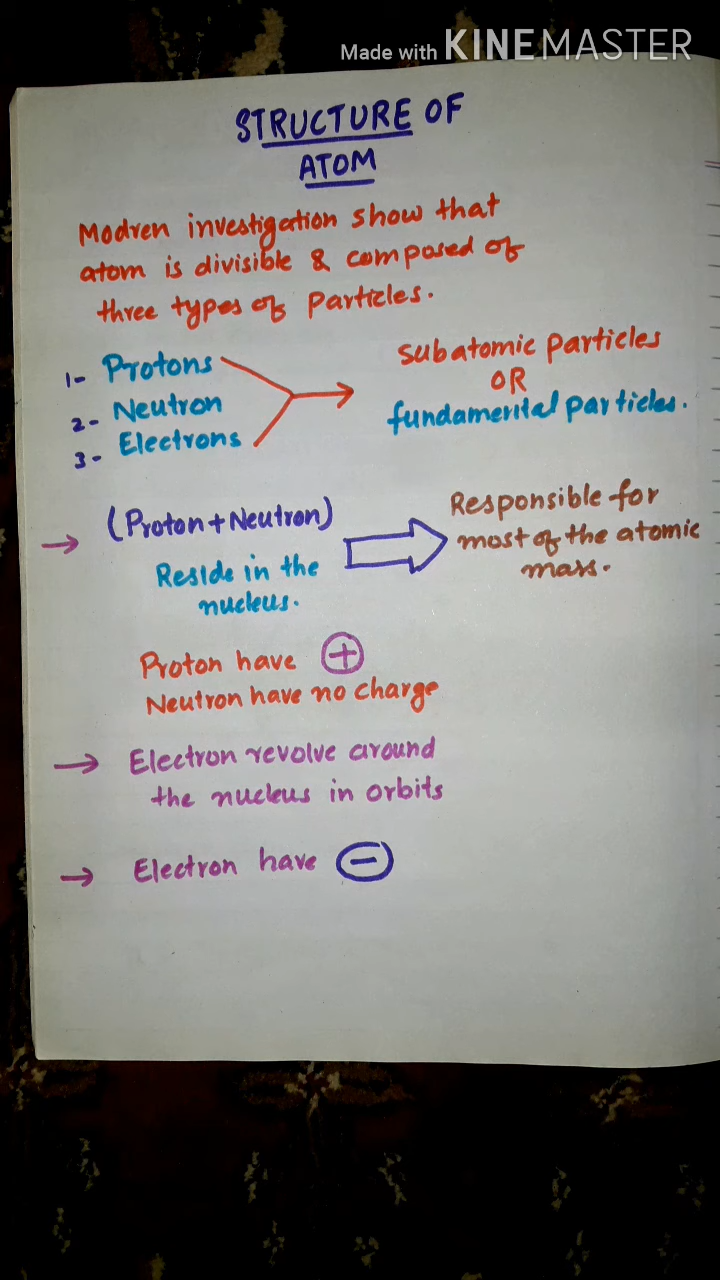 Made with KINEMASTER
STRUCTURE OF
ATOM
Modren investigation show that
atom is divisible & composed of
three types of particles.
1- Protons
2- Neutron
3- Electrons
subatomic particles
OR
fundamental particles.
(Proton + Neutron)
Reside in the
nucleus.
Responsible for
most of the atomic
mass.
Proton have +
Neutron have no charge
Electron revolve around
the nucleus in orbits
Electron have -